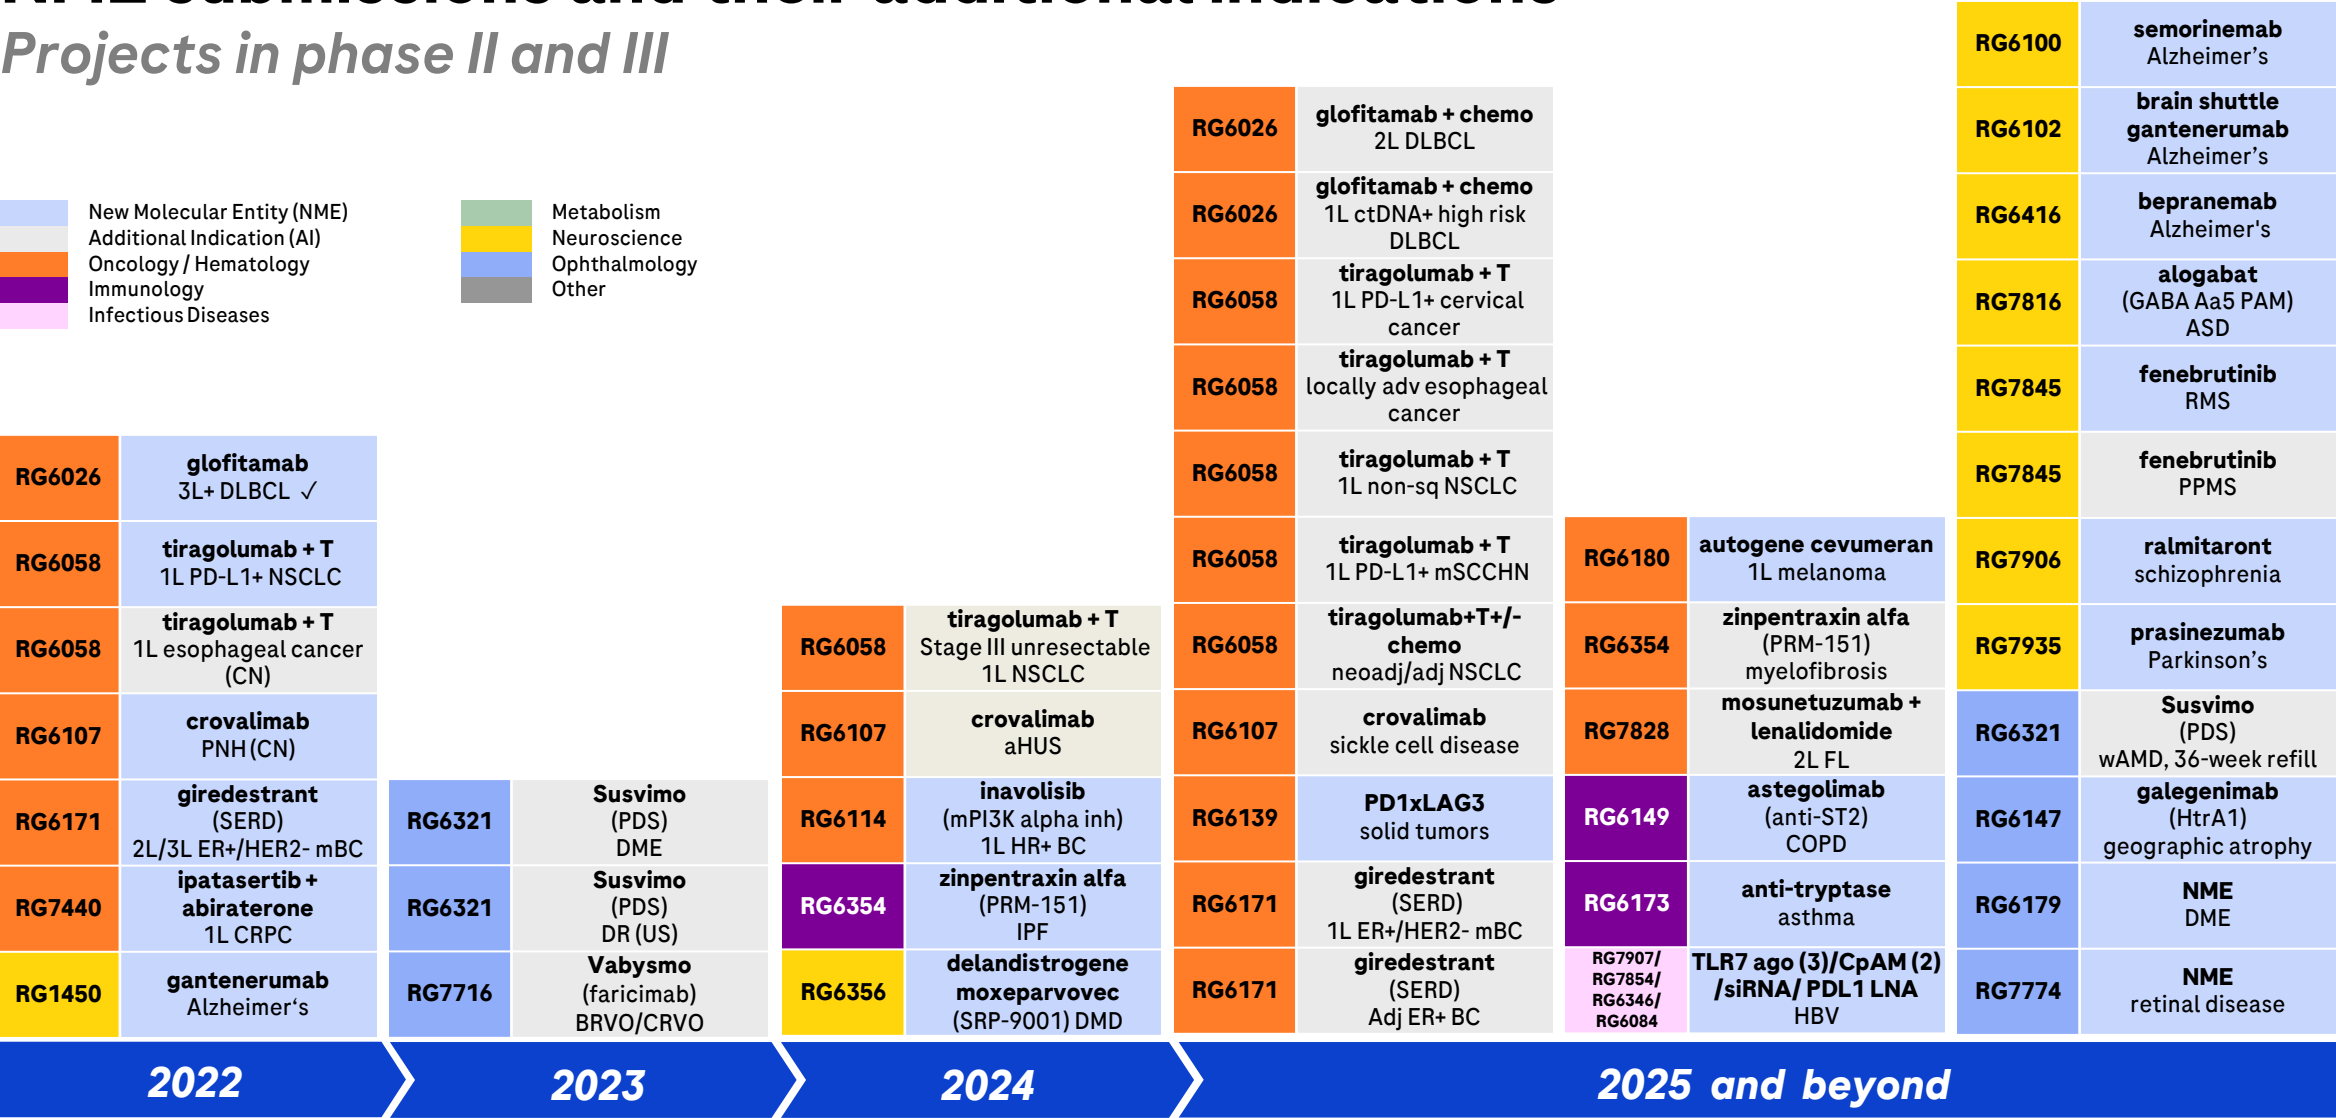 NME submissions and their additional indications
Projects in phase II and III
New Molecular Entity (NME)
Additional Indication (AI)
Oncology / Hematology
Immunology
Infectious Diseases
Metabolism
Neuroscience
Ophthalmology
Other
RG6026
glofitamab
3L+ DLBCL ✓
RG6058
tiragolumab + T
1L PD-L1+ NSCLC
RG6058
tiragolumab + T
1L esophageal cancer
(CN)
RG6107
crovalimab
PNH (CN)
RG6171
giredestrant
(SERD)
2L/3L ER+/HER2- mBC
RG7440
ipatasertib +
abiraterone
1L CRPC
RG1450
gantenerumab
Alzheimer‘s
RG6321
Susvimo
(PDS)
DME
RG6321
Susvimo
(PDS)
DR (US)
RG7716
Vabysmo
(faricimab)
BRVO/CRVO
RG6058
tiragolumab + T
Stage III unresectable
1L NSCLC
RG6107
crovalimab
aHUS
RG6114
inavolisib
(mPI3K alpha inh)
1L HR+ BC
RG6354
zinpentraxin alfa
(PRM-151)
IPF
RG6356
delandistrogene
moxeparvovec
(SRP-9001) DMD
RG6026
glofitamab + chemo
2L DLBCL
RG6026
glofitamab + chemo
1L ctDNA+ high risk
DLBCL
RG6058
tiragolumab + T
1L PD-L1+ cervical
cancer
RG6058
tiragolumab + T
locally adv esophageal
cancer
RG6058
tiragolumab + T
1L non-sq NSCLC
RG6058
tiragolumab + T
1L PD-L1+ mSCCHN
RG6058
tiragolumab+T+/-
chemo
neoadj/adj NSCLC
RG6107
crovalimab
sickle cell disease
RG6139
PD1xLAG3
solid tumors
RG6171
giredestrant
(SERD)
1L ER+/HER2- mBC
RG6171
giredestrant
(SERD)
Adj ER+ BC
RG6180
autogene cevumeran
1L melanoma
RG6354
zinpentraxin alfa
(PRM-151)
myelofibrosis
RG7828
mosunetuzumab +
lenalidomide
2L FL
RG6149
astegolimab
(anti-ST2)
COPD
RG6173
anti-tryptase
asthma
RG7907/
RG7854/
RG6346/
RG6084
TLR7 ago (3)/CpAM (2)
/siRNA/ PDL1 LNA
HBV
RG6100
semorinemab
Alzheimer’s
RG6102
brain shuttle
gantenerumab
Alzheimer’s
RG6416
bepranemab
Alzheimer's
RG7816
alogabat
(GABA Aa5 PAM)
ASD
RG7845
fenebrutinib
RMS
RG7845
fenebrutinib
PPMS
RG7906
ralmitaront
schizophrenia
RG7935
prasinezumab
Parkinson’s
RG6321
Susvimo
(PDS)
wAMD, 36-week refill
RG6147
galegenimab
(HtrA1)
geographic atrophy
RG6179
NME
DME
RG7774
NME
retinal disease
2022
2023
2024
2025 and beyond